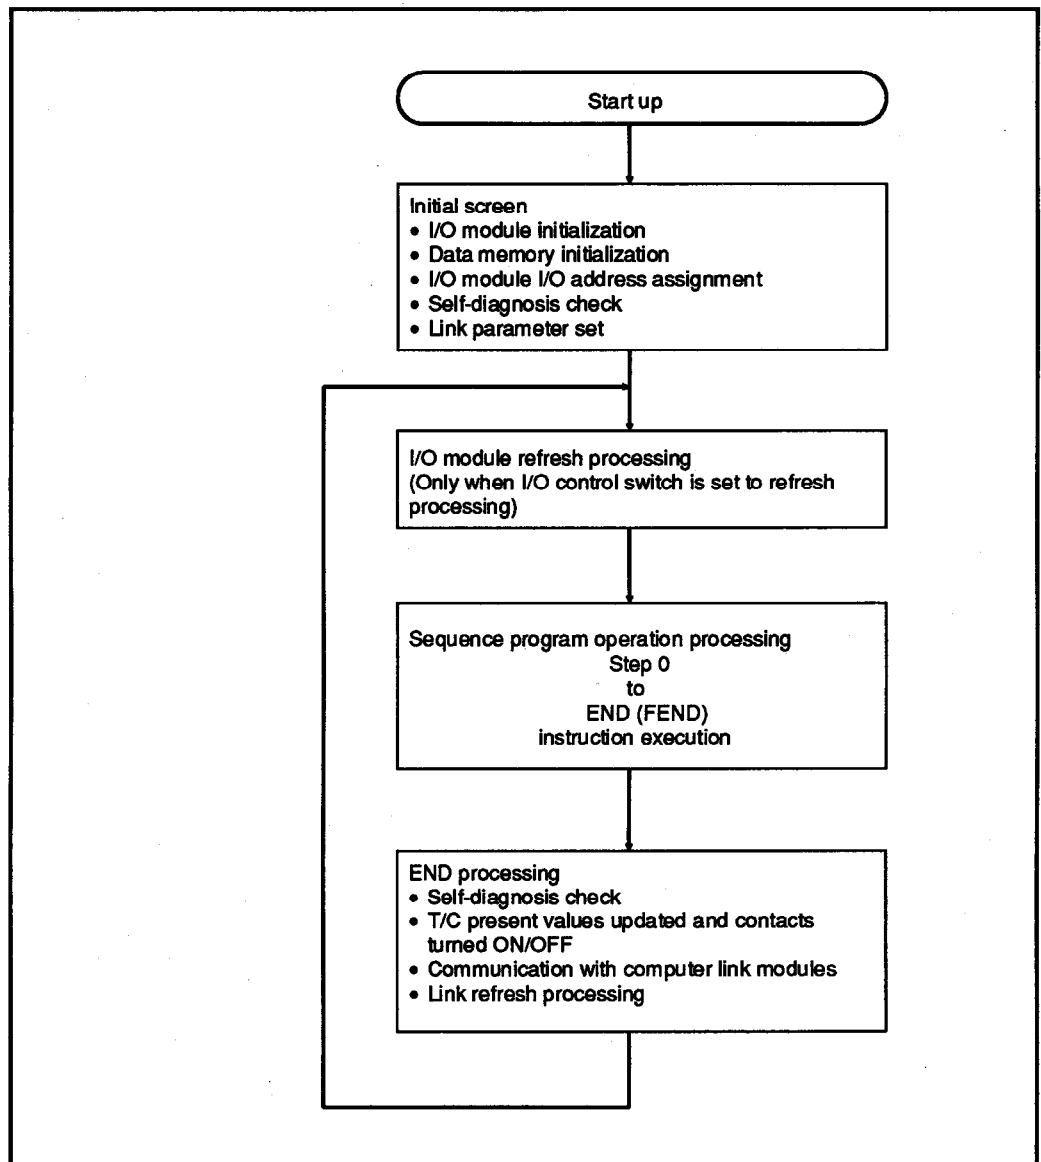 Start up
Initial screen
• I/O module initialization
• Data memory initialization
• I/O module I/O address assignment
• Self-diagnosis check
• Link parameter set
I/O module refresh processing
(Only when I/O control switch is set to refresh
processing)
Sequence program operation processing
Step 0
to
END (FEND)
instruction execution
END processing
• Self-diagnosis check
• T/C present values updated and contacts
turned ON/OFF
• Communication with computer link modules
• Link refresh processing